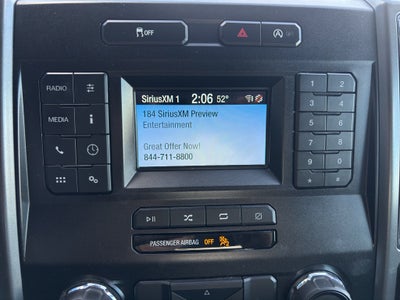 OFF
RADIO
MEDIA
SiriusXM 1 2:06 52°
184 SiriusXM Preview
Entertainment
Great Offer Now!
844-711-8800
1 2
3 4
5 6
7 8
9 0
* #
PASSENGER AIRBAG OFF